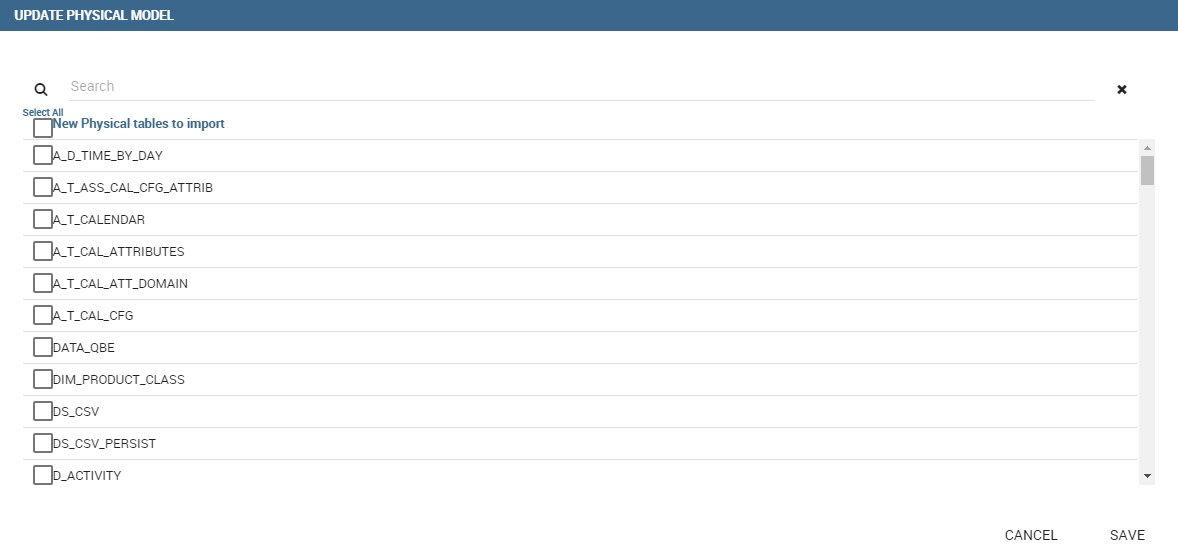 UPDATE PHYSICAL MODEL
Search
Select All
New Physical tables to import
A_D_TIME_BY_DAY
A_T_ASS_CAL_CFG_ATTRIB
A_T_CALENDAR
A_T_CAL_ATTRIBUTES
A_T_CAL_ATT_DOMAIN
A_T_CAL_CFG
DATA_QBE
DIM_PRODUCT_CLASS
DS_CSV
DS_CSV_PERSIST
D_ACTIVITY
CANCEL SAVE